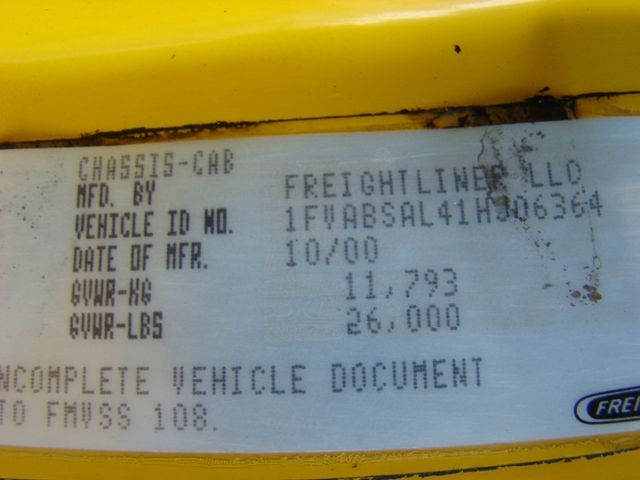 CHASSIS-CAB
MFD. BY FREIGHTLINER LLC
VEHICLE ID NO. 1FVABSAL41HJ06364
DATE OF MFR. 10/00
GVWR-KG 11,793
GVWR-LBS 26,000
NCOMPLETE VEHICLE DOCUMENT
TO FMVSS 108.
FREI